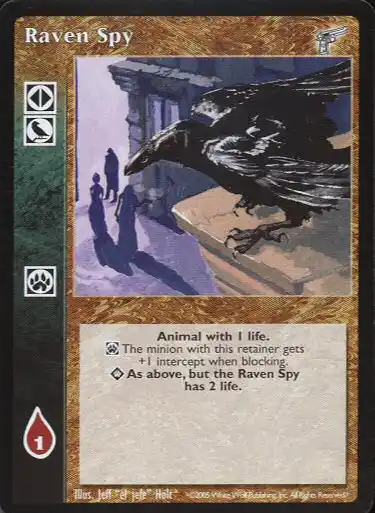 Raven Spy
Animal with 1 life.
The minion with this retainer gets
+1 intercept when blocking.
As above, but the Raven Spy
has 2 life.
1
Illus. Jeff "el jefe" Holt
©2005 White Wolf Publishing, Inc. All Rights Reserved.